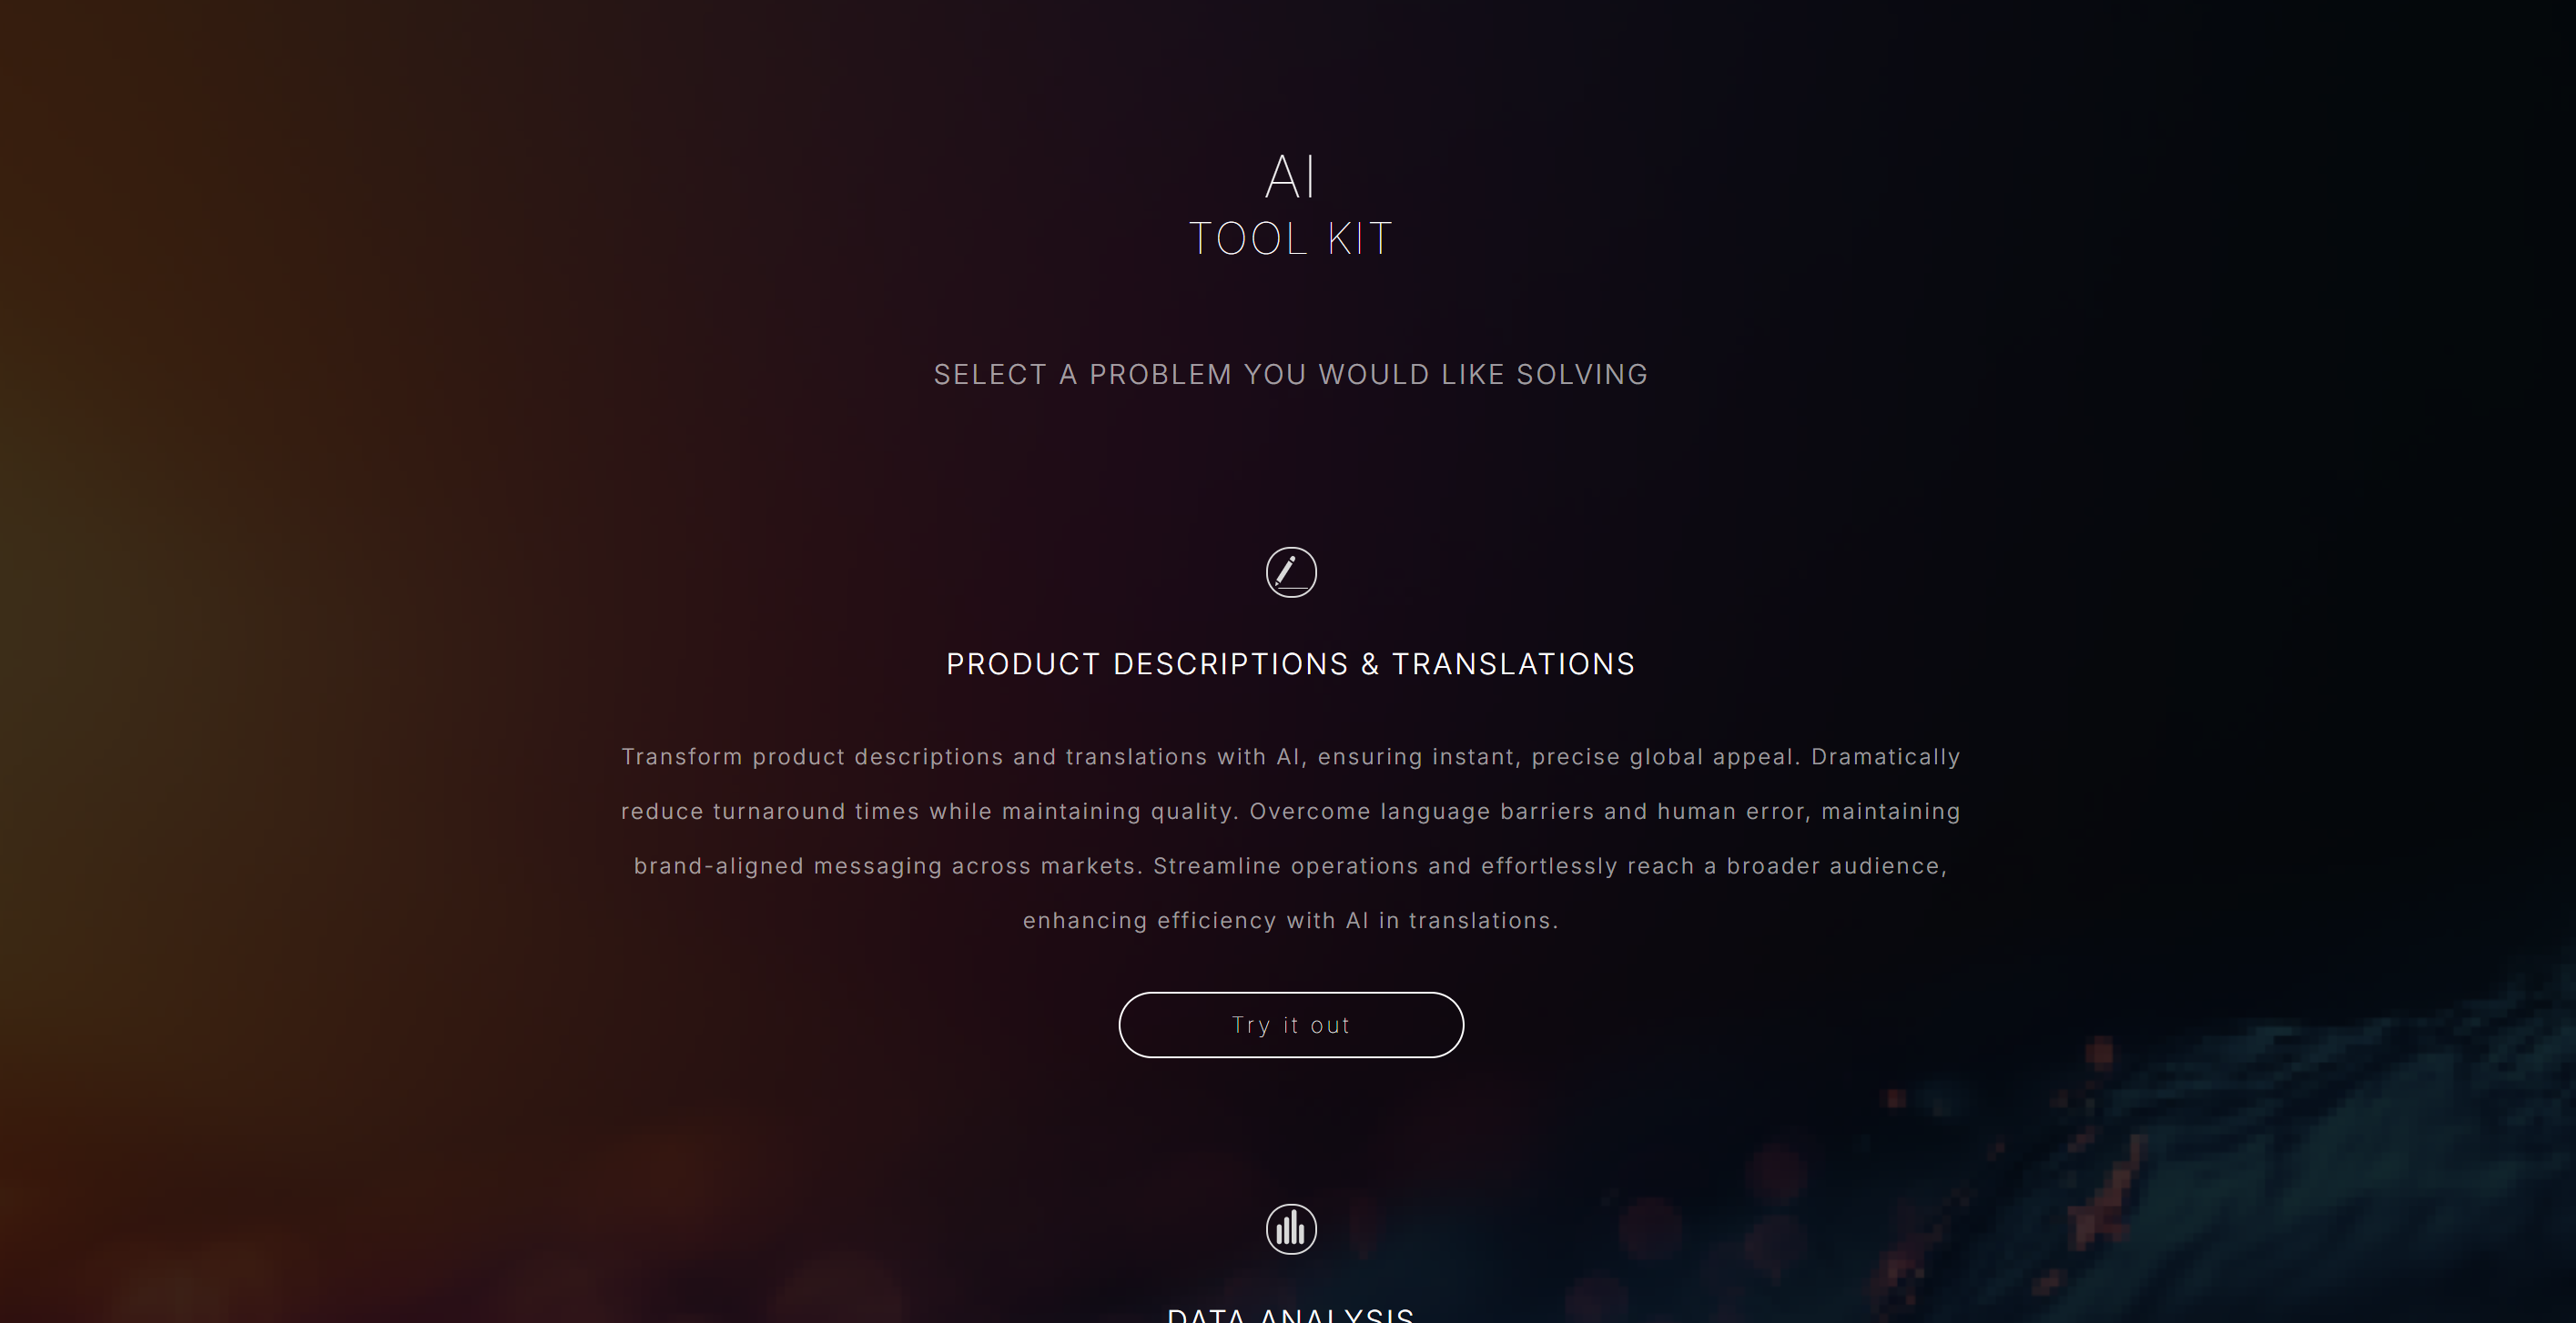 AI
TOOL KIT
SELECT A PROBLEM YOU WOULD LIKE SOLVING
PRODUCT DESCRIPTIONS & TRANSLATIONS
Transform product descriptions and translations with AI, ensuring instant, precise global appeal. Dramatically
reduce turnaround times while maintaining quality. Overcome language barriers and human error, maintaining
brand-aligned messaging across markets. Streamline operations and effortlessly reach a broader audience,
enhancing efficiency with AI in translations.
Try it out
DATA ANALYSIS